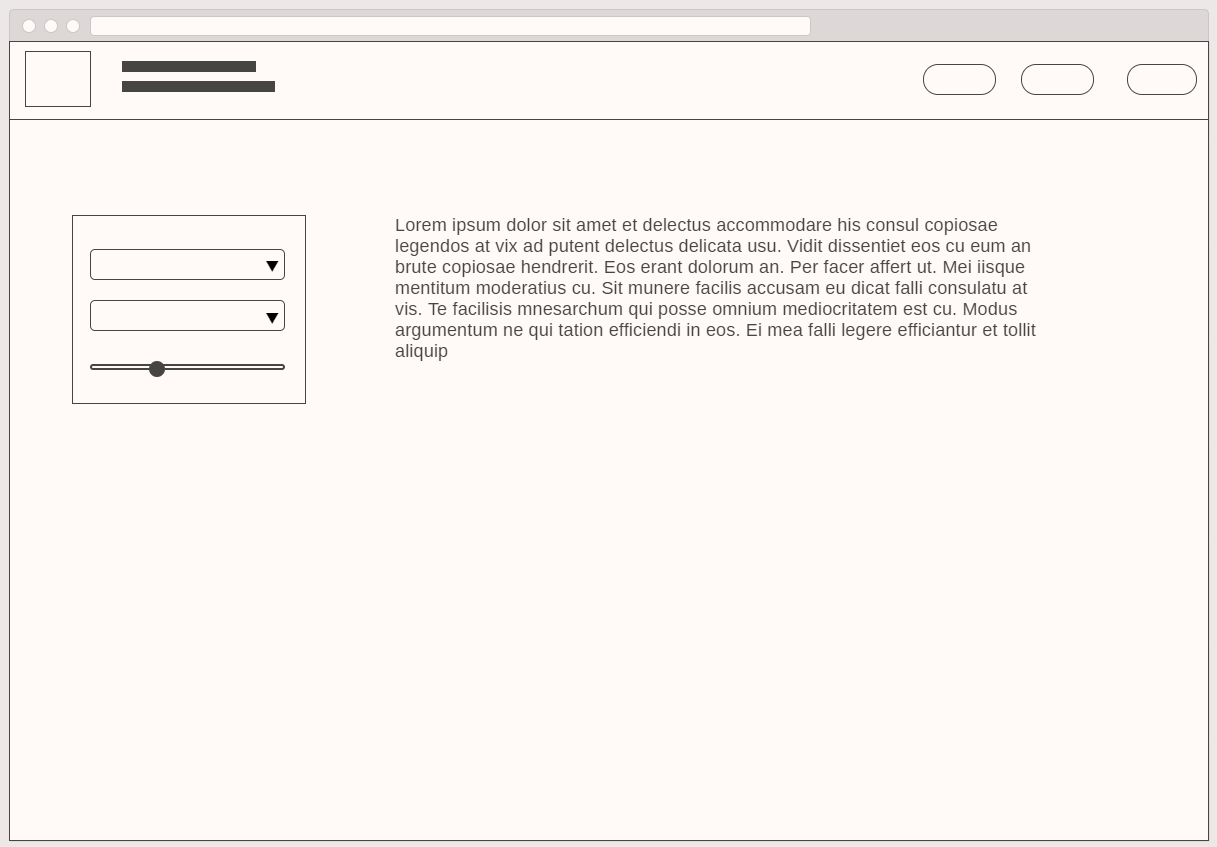 Lorem ipsum dolor sit amet et delectus accommodare his consul copiosae
legendos at vix ad putent delectus delicata usu. Vidit dissentiet eos cu eum an
brute copiosae hendrerit. Eos erant dolorum an. Per facer affert ut. Mei iisque
mentitum moderatius cu. Sit munere facilis accusam eu dicat falli consulatu at
vis. Te facilisis mnesarchum qui posse omnium mediocritatem est cu. Modus
argumentum ne qui tation efficiendi in eos. Ei mea falli legere efficiantur et tollit
aliquip